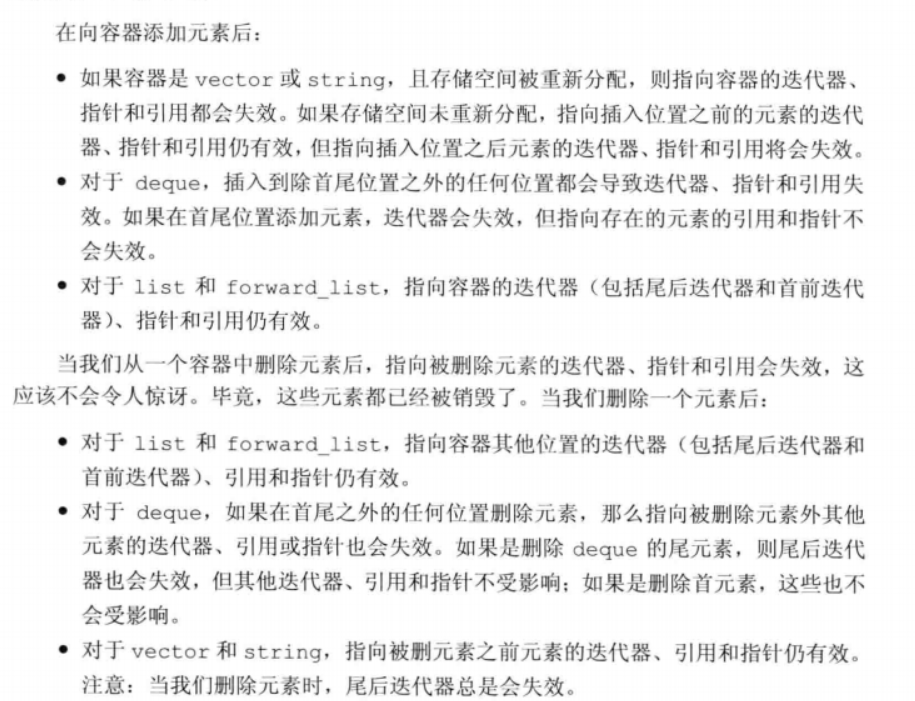 在向容器添加元素后：
• 如果容器是 vector 或 string，且存储空间被重新分配，则指向容器的迭代器、
指针和引用都会失效。如果存储空间未重新分配，指向插入位置之前的元素的迭代
器、指针和引用仍有效，但指向插入位置之后元素的迭代器、指针和引用将会失效。
• 对于 deque，插入到除首尾位置之外的任何位置都会导致迭代器、指针和引用失
效。如果在首尾位置添加元素，迭代器会失效，但指向存在的元素的引用和指针不
会失效。
• 对于 list 和 forward_list，指向容器的迭代器（包括尾后迭代器和首前迭代
器）、指针和引用仍有效。
当我们从一个容器中删除元素后，指向被删除元素的迭代器、指针和引用会失效，这
应该不会令人惊讶。毕竟，这些元素都已经被销毁了。当我们删除一个元素后：
• 对于 list 和 forward_list，指向容器其他位置的迭代器（包括尾后迭代器和
首前迭代器）、引用和指针仍有效。
• 对于 deque，如果在首尾之外的任何位置删除元素，那么指向被删除元素外其他
元素的迭代器、引用或指针也会失效。如果是删除 deque 的尾元素，则尾后迭代
器也会失效，但其他迭代器、引用和指针不受影响；如果是删除首元素，这些也不
会受影响。
• 对于 vector 和 string，指向被删元素之前元素的迭代器、引用和指针仍有效。
注意：当我们删除元素时，尾后迭代器总是会失效。